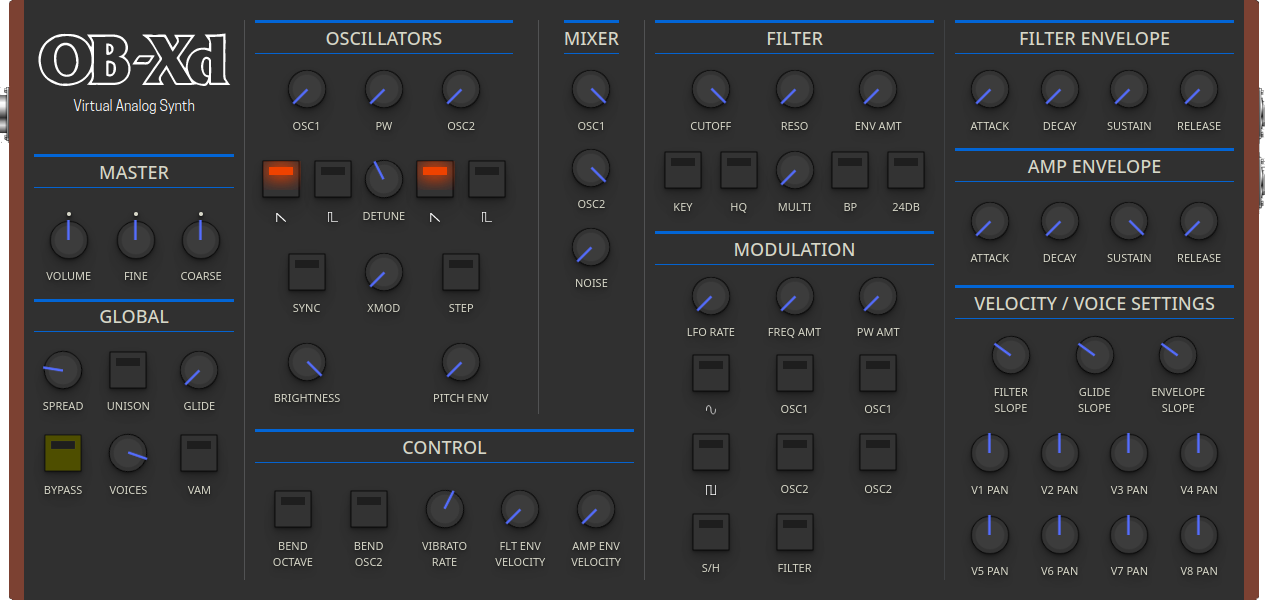 OB-Xd
Virtual Analog Synth
MASTER
VOLUME FINE COARSE
GLOBAL
SPREAD UNISON GLIDE
BYPASS VOICES VAM
OSCILLATORS
OSC1 PW OSC2
DETUNE
SYNC XMOD STEP
BRIGHTNESS PITCH ENV
MIXER
OSC1
OSC2
NOISE
CONTROL
BEND OCTAVE
BEND OSC2
VIBRATO RATE
FLT ENV VELOCITY
AMP ENV VELOCITY
FILTER
CUTOFF RESO ENV AMT
KEY HQ MULTI BP 24DB
MODULATION
LFO RATE FREQ AMT PW AMT
OSC1 OSC1
OSC2 OSC2
S/H FILTER
FILTER ENVELOPE
ATTACK DECAY SUSTAIN RELEASE
AMP ENVELOPE
ATTACK DECAY SUSTAIN RELEASE
VELOCITY / VOICE SETTINGS
FILTER SLOPE
GLIDE SLOPE
ENVELOPE SLOPE
V1 PAN V2 PAN V3 PAN V4 PAN
V5 PAN V6 PAN V7 PAN V8 PAN